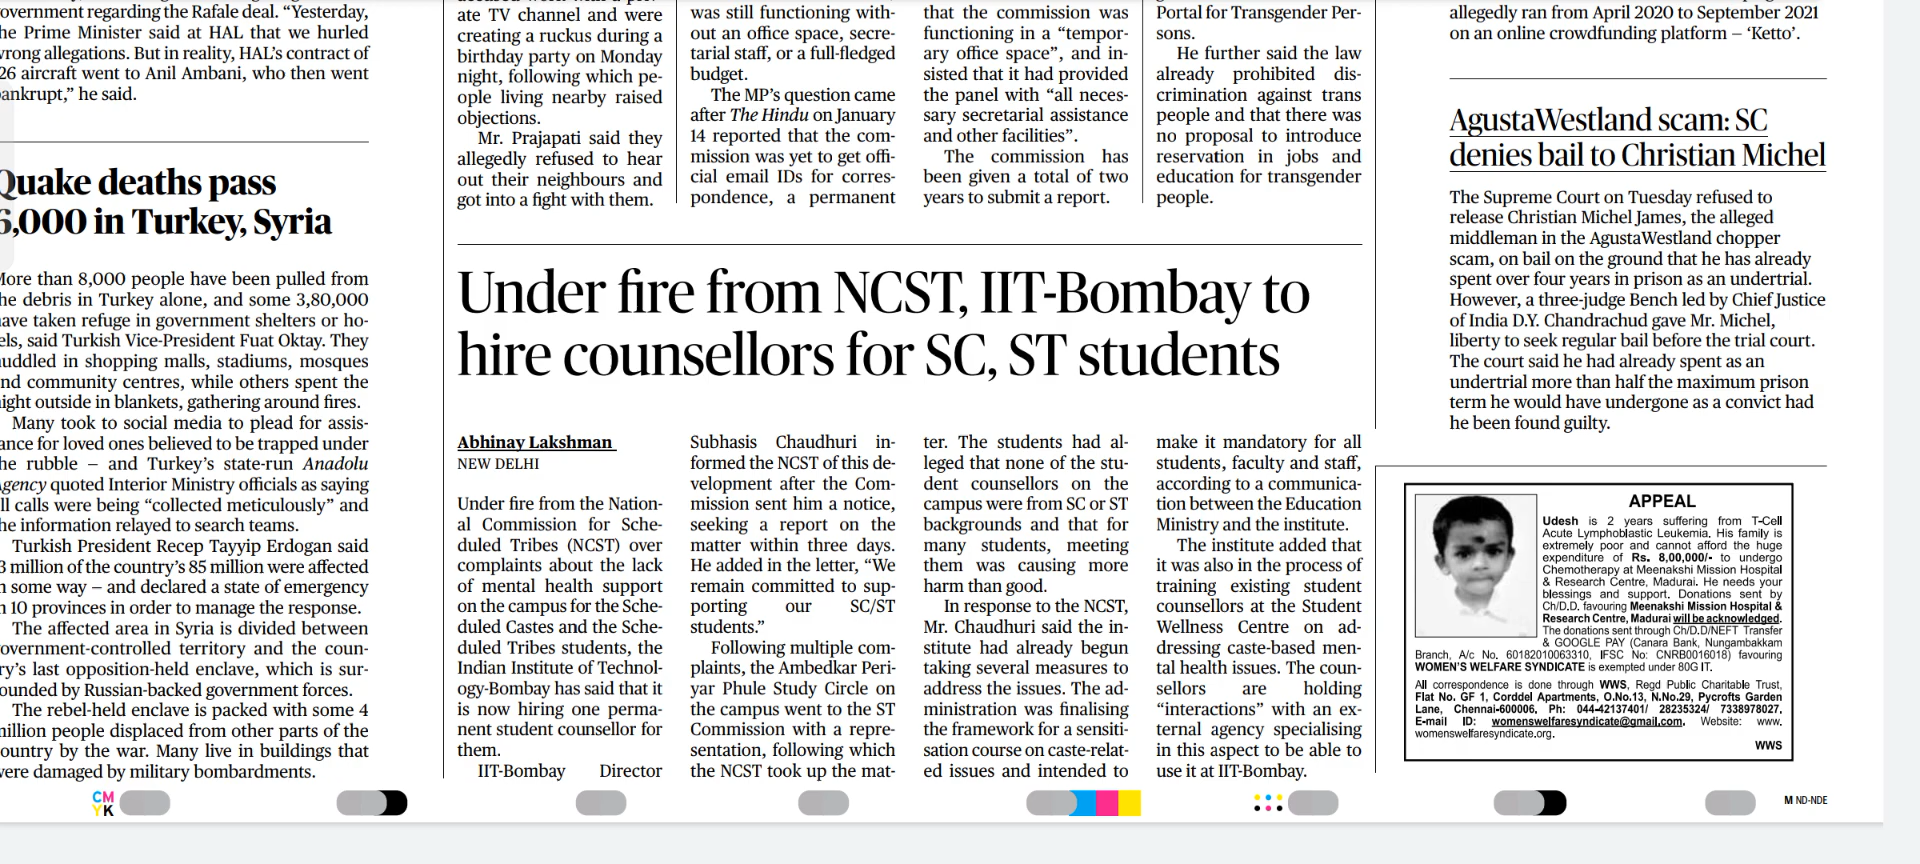 overnment regarding the Rafale deal. “Yesterday,
he Prime Minister said at HAL that we hurled
wrong allegations. But in reality, HAL’s contract of
26 aircraft went to Anil Ambani, who then went
ankrupt,” he said.
Quake deaths pass
6,000 in Turkey, Syria
More than 8,000 people have been pulled from
he debris in Turkey alone, and some 3,80,000
have taken refuge in government shelters or ho-
els, said Turkish Vice-President Fuat Oktay. They
huddled in shopping malls, stadiums, mosques
nd community centres, while others spent the
ight outside in blankets, gathering around fires.
Many took to social media to plead for assis-
ance for loved ones believed to be trapped under
he rubble – and Turkey’s state-run Anadolu
Agency quoted Interior Ministry officials as saying
ll calls were being “collected meticulously” and
he information relayed to search teams.
Turkish President Recep Tayyip Erdogan said
3 million of the country’s 85 million were affected
n some way – and declared a state of emergency
n 10 provinces in order to manage the response.
The affected area in Syria is divided between
overnment-controlled territory and the coun-
ry’s last opposition-held enclave, which is sur-
ounded by Russian-backed government forces.
The rebel-held enclave is packed with some 4
million people displaced from other parts of the
ountry by the war. Many live in buildings that
were damaged by military bombardments.
ate TV channel and were
creating a ruckus during a
birthday party on Monday
night, following which pe-
ople living nearby raised
objections.
Mr. Prajapati said they
allegedly refused to hear
out their neighbours and
got into a fight with them.
was still functioning with-
out an office space, secre-
tarial staff, or a full-fledged
budget.
The MP’s question came
after The Hindu on January
14 reported that the com-
mission was yet to get offi-
cial email IDs for corres-
pondence, a permanent
that the commission was
functioning in a “tempor-
ary office space”, and in-
sisted that it had provided
the panel with “all neces-
sary secretarial assistance
and other facilities”.
The commission has
been given a total of two
years to submit a report.
Portal for Transgender Per-
sons.
He further said the law
already prohibited dis-
crimination against trans
people and that there was
no proposal to introduce
reservation in jobs and
education for transgender
people.
Under fire from NCST, IIT-Bombay to
hire counsellors for SC, ST students
Abhinay Lakshman
NEW DELHI
Under fire from the Nation-
al Commission for Sche-
duled Tribes (NCST) over
complaints about the lack
of mental health support
on the campus for the Sche-
duled Castes and the Sche-
duled Tribes students, the
Indian Institute of Technol-
ogy-Bombay has said that it
is now hiring one perma-
nent student counsellor for
them.
IIT-Bombay Director
Subhasis Chaudhuri in-
formed the NCST of this de-
velopment after the Com-
mission sent him a notice,
seeking a report on the
matter within three days.
He added in the letter, “We
remain committed to sup-
porting our SC/ST
students.”
Following multiple com-
plaints, the Ambedkar Peri-
yar Phule Study Circle on
the campus went to the ST
Commission with a repre-
sentation, following which
the NCST took up the mat-
ter. The students had al-
leged that none of the stu-
dent counsellors on the
campus were from SC or ST
backgrounds and that for
many students, meeting
them was causing more
harm than good.
In response to the NCST,
Mr. Chaudhuri said the in-
stitute had already begun
taking several measures to
address the issues. The ad-
ministration was finalising
the framework for a sensiti-
sation course on caste-relat-
ed issues and intended to
make it mandatory for all
students, faculty and staff,
according to a communica-
tion between the Education
Ministry and the institute.
The institute added that
it was also in the process of
training existing student
counsellors at the Student
Wellness Centre on ad-
dressing caste-based men-
tal health issues. The coun-
sellors are holding
“interactions” with an ex-
ternal agency specialising
in this aspect to be able to
use it at IIT-Bombay.
allegedly ran from April 2020 to September 2021
on an online crowdfunding platform – ‘Ketto’.
AgustaWestland scam: SC
denies bail to Christian Michel
The Supreme Court on Tuesday refused to
release Christian Michel James, the alleged
middleman in the AgustaWestland chopper
scam, on bail on the ground that he has already
spent over four years in prison as an undertrial.
However, a three-judge Bench led by Chief Justice
of India D.Y. Chandrachud gave Mr. Michel,
liberty to seek regular bail before the trial court.
The court said he had already spent as an
undertrial more than half the maximum prison
term he would have undergone as a convict had
he been found guilty.
APPEAL
Udesh is 2 years suffering from T-Cell
Acute Lymphoblastic Leukemia. His family is
extremely poor and cannot afford the huge
expenditure of Rs. 8,00,000/- to undergo
Chemotherapy at Meenakshi Mission Hospital
& Research Centre, Madurai. He needs your
blessings and support. Donations sent by
Ch/D.D. favouring Meenakshi Mission Hospital &
Research Centre, Madurai will be acknowledged.
The donations sent through Ch/D.D/NEFT Transfer
& GOOGLE PAY (Canara Bank, Nungambakkam
Branch, A/c No. 60182010063310, IFSC No: CNRB0016018) favouring
WOMEN’S WELFARE SYNDICATE is exempted under 80G IT.
All correspondence is done through WWS, Regd Public Charitable Trust,
Flat No. GF 1, Corddel Apartments, O.No.13, N.No.29, Pycrofts Garden
Lane, Chennai-600006, Ph: 044-42137401/ 28235324/ 7338978027,
E-mail ID: womenswelfaresyndicate@gmail.com, Website: www.
womenswelfaresyndicate.org.
WWS
CM
YK
M ND-NDE